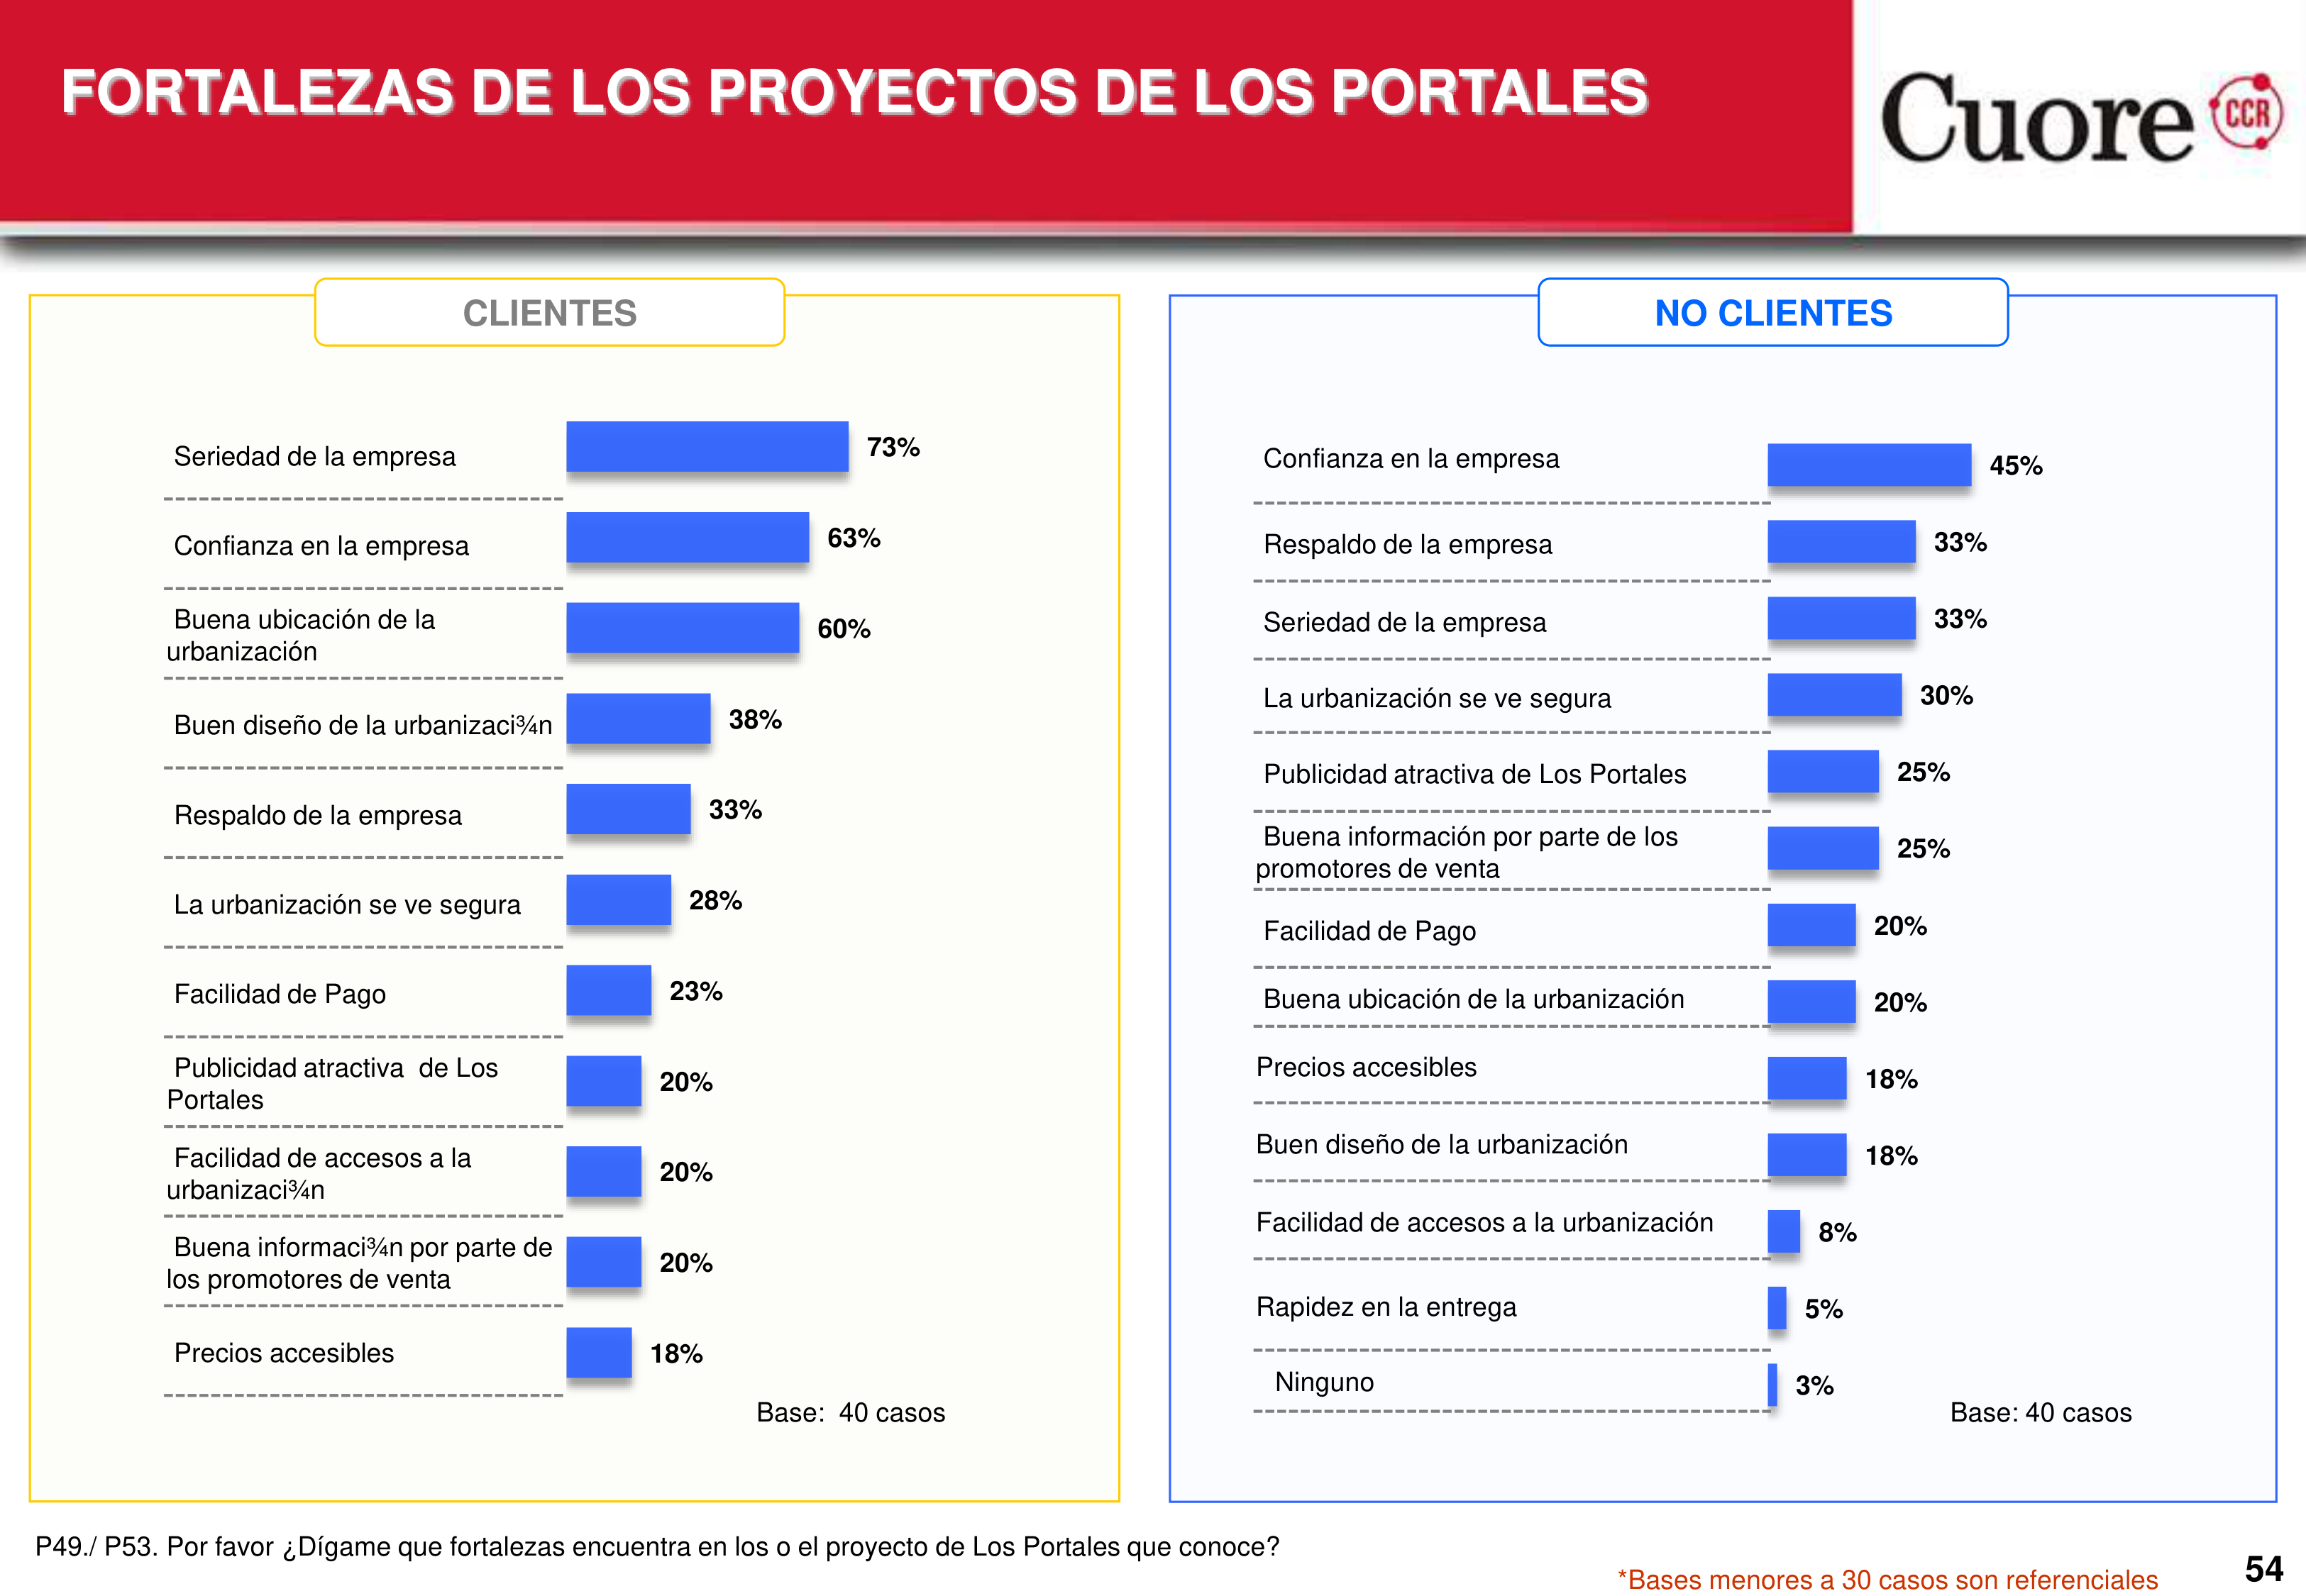 FORTALEZAS DE LOS PROYECTOS DE LOS PORTALES
Cuore CCR
CLIENTES
Seriedad de la empresa 73%
Confianza en la empresa 63%
Buena ubicación de la
urbanización 60%
Buen diseño de la urbanizaci¾n 38%
Respaldo de la empresa 33%
La urbanización se ve segura 28%
Facilidad de Pago 23%
Publicidad atractiva de Los
Portales 20%
Facilidad de accesos a la
urbanizaci¾n 20%
Buena informaci¾n por parte de
los promotores de venta 20%
Precios accesibles 18%
Base: 40 casos
NO CLIENTES
Confianza en la empresa 45%
Respaldo de la empresa 33%
Seriedad de la empresa 33%
La urbanización se ve segura 30%
Publicidad atractiva de Los Portales 25%
Buena información por parte de los
promotores de venta 25%
Facilidad de Pago 20%
Buena ubicación de la urbanización 20%
Precios accesibles 18%
Buen diseño de la urbanización 18%
Facilidad de accesos a la urbanización 8%
Rapidez en la entrega 5%
Ninguno 3%
Base: 40 casos
P49./ P53. Por favor ¿Dígame que fortalezas encuentra en los o el proyecto de Los Portales que conoce?
*Bases menores a 30 casos son referenciales
54